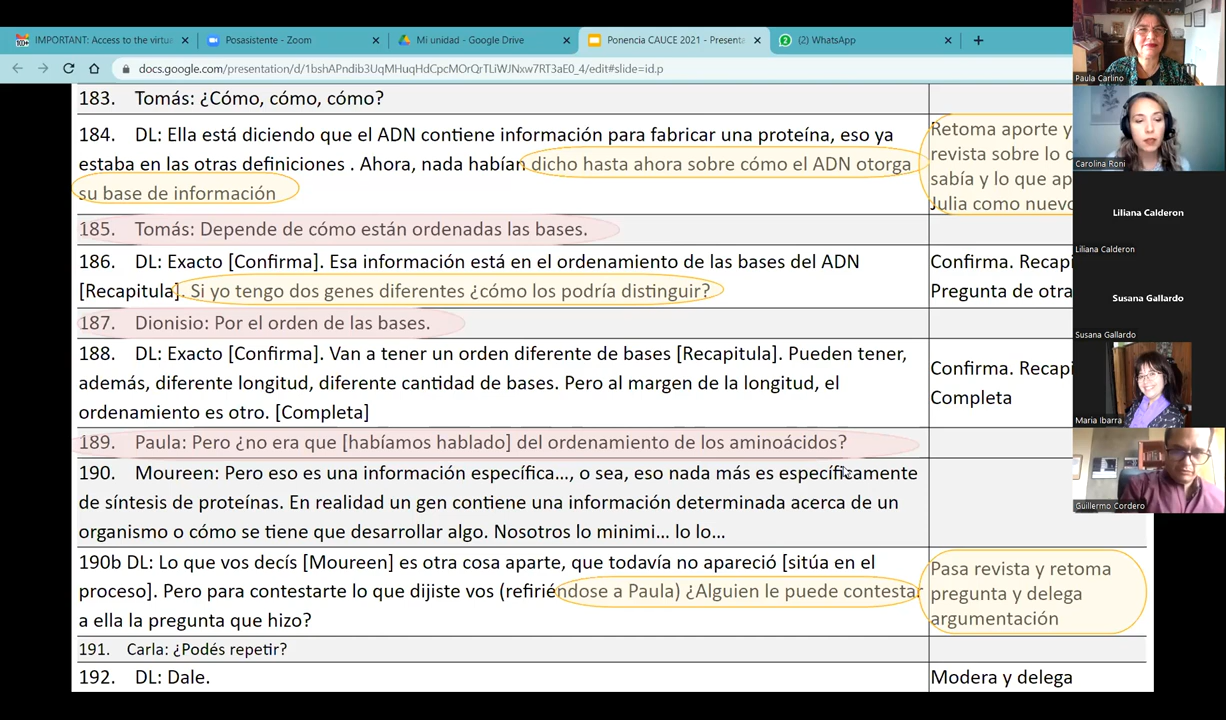 IMPORTANT: Access to the virtua
Posasistente - Zoom
Mi unidad - Google Drive
Ponencia CAUCE 2021 - Presenta
(2) WhatsApp
docs.google.com/presentation/d/1bshAPndib3UqMHuqHdCpcMOrQrTLiWJNxw7RT3aE0_4/edit#slide=id.p
183. Tomás: ¿Cómo, cómo, cómo?
184. DL: Ella está diciendo que el ADN contiene información para fabricar una proteína, eso ya
estaba en las otras definiciones . Ahora, nada habían dicho hasta ahora sobre cómo el ADN otorga
su base de información
Retoma aporte y
revista sobre lo
sabía y lo que
Julia como nuevo
185. Tomás: Depende de cómo están ordenadas las bases.
186. DL: Exacto [Confirma]. Esa información está en el ordenamiento de las bases del ADN
[Recapitula]. Si yo tengo dos genes diferentes ¿cómo los podría distinguir?
Confirma. Recapi
Pregunta de otra
187. Dionisio: Por el orden de las bases.
188. DL: Exacto [Confirma]. Van a tener un orden diferente de bases [Recapitula]. Pueden tener,
además, diferente longitud, diferente cantidad de bases. Pero al margen de la longitud, el
ordenamiento es otro. [Completa]
Confirma. Recapi
Completa
189. Paula: Pero ¿no era que [habíamos hablado] del ordenamiento de los aminoácidos?
190. Moureen: Pero eso es una información específica..., o sea, eso nada más es específicamente
de síntesis de proteínas. En realidad un gen contiene una información determinada acerca de un
organismo o cómo se tiene que desarrollar algo. Nosotros lo minimi... lo lo...
190b DL: Lo que vos decís [Moureen] es otra cosa aparte, que todavía no apareció [sitúa en el
proceso]. Pero para contestarte lo que dijiste vos (refiriéndose a Paula) ¿Alguien le puede contestar
a ella la pregunta que hizo?
Pasa revista y retoma
pregunta y delega
argumentación
191. Carla: ¿Podés repetir?
192. DL: Dale.
Modera y delega
Paula Carlino
Carolina Roni
Liliana Calderon
Liliana Calderon
Susana Gallardo
Susana Gallardo
Maria Ibarra
Guillermo Cordero